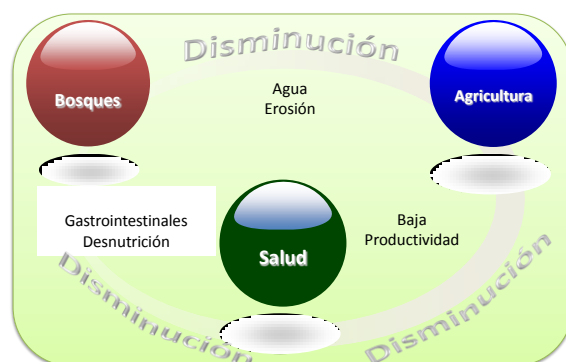 Disminución
Bosques
Agua
Erosión
Agricultura
Gastrointestinales
Desnutrición
Salud
Baja
Productividad
Disminución
Disminución